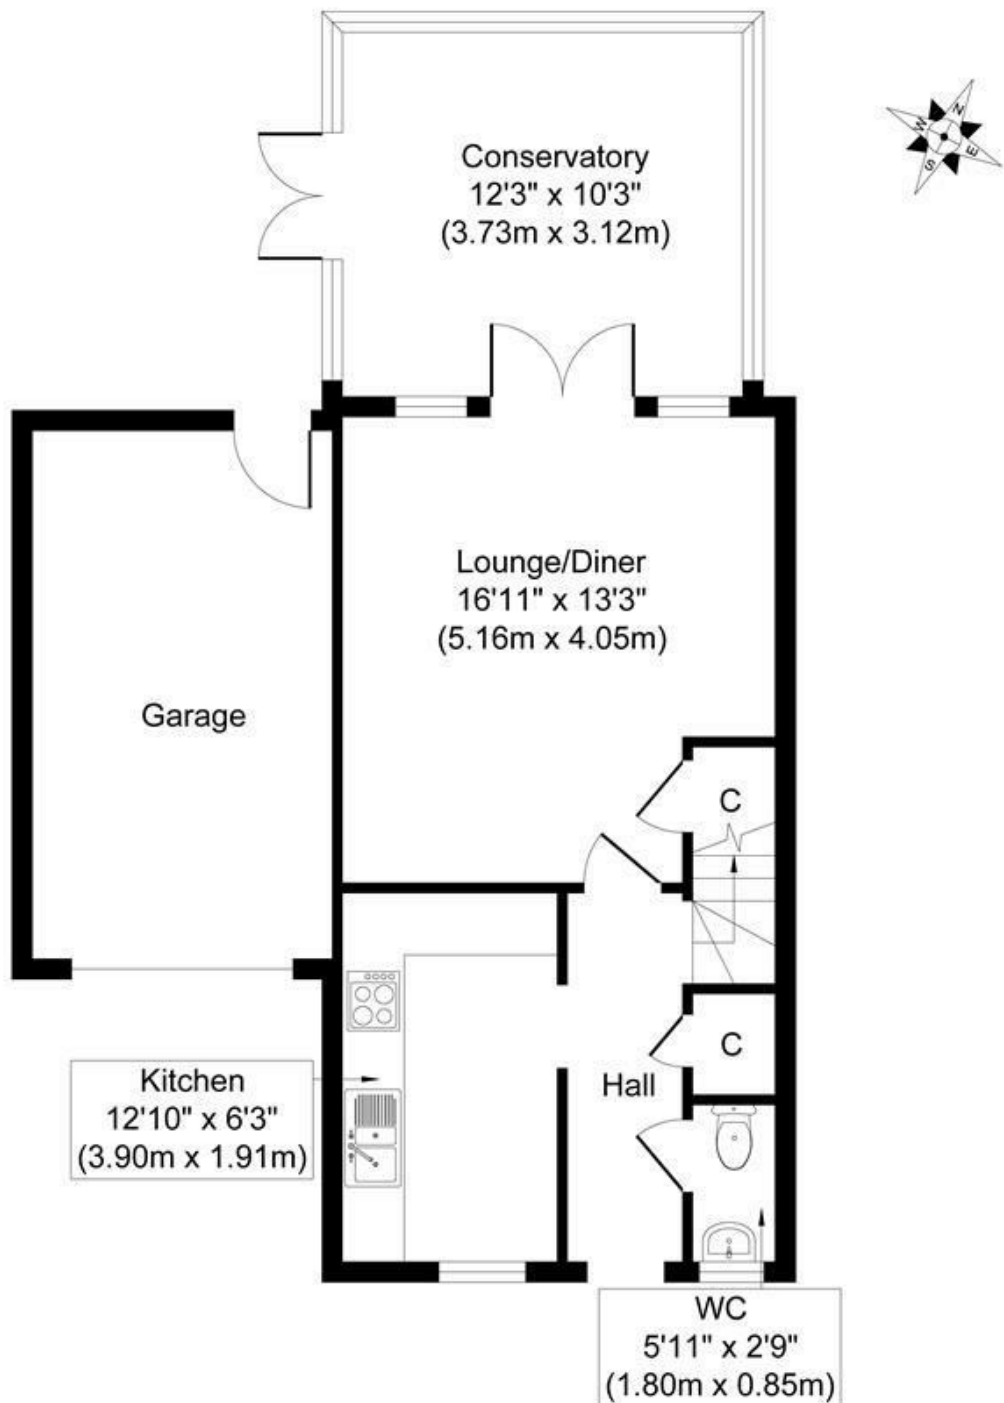 Conservatory
12'3" x 10'3"
(3.73m x 3.12m)
N
W
E
S
Lounge/Diner
16'11" x 13'3"
(5.16m x 4.05m)
Garage
C
C
Hall
Kitchen
12'10" x 6'3"
(3.90m x 1.91m)
WC
5'11" x 2'9"
(1.80m x 0.85m)